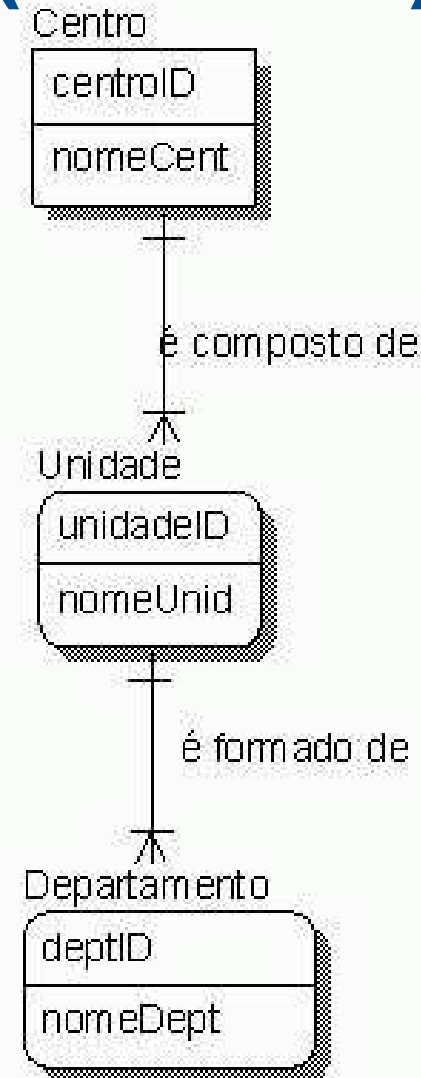 Centro
centroID
nomeCent
é composto de
Unidade
unidadeID
nomeUnid
é formado de
Departamento
deptID
nomeDept